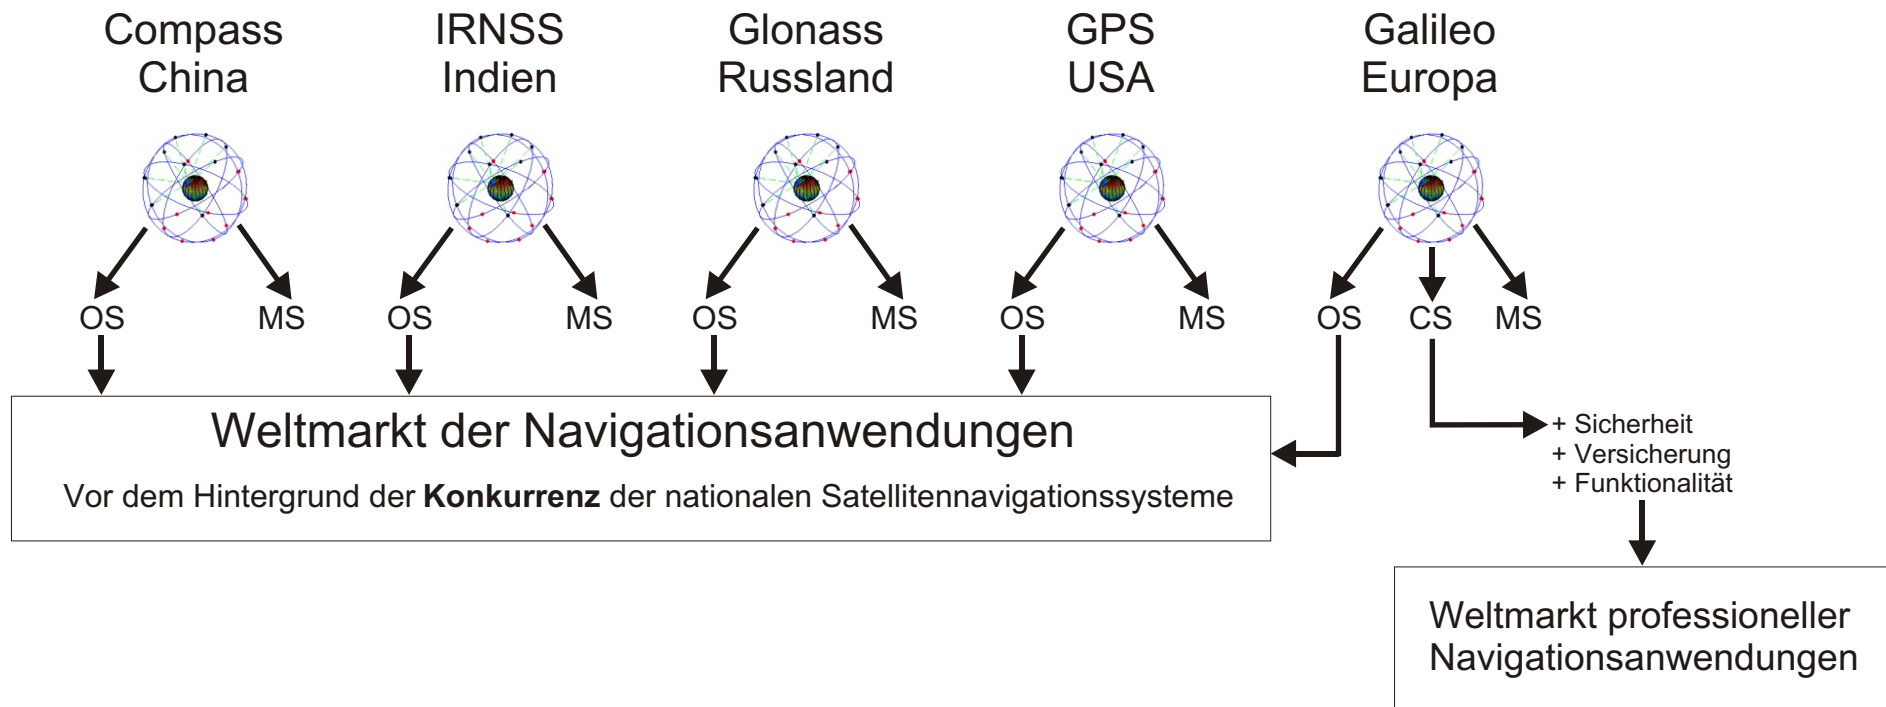 Compass
China
IRNSS
Indien
Glonass
Russland
GPS
USA
Galileo
Europa
OS
MS
OS
MS
OS
MS
OS
MS
OS
CS
MS
Weltmarkt der Navigationsanwendungen
Vor dem Hintergrund der Konkurrenz der nationalen Satellitennavigationssysteme
+ Sicherheit
+ Versicherung
+ Funktionalität
Weltmarkt professioneller
Navigationsanwendungen